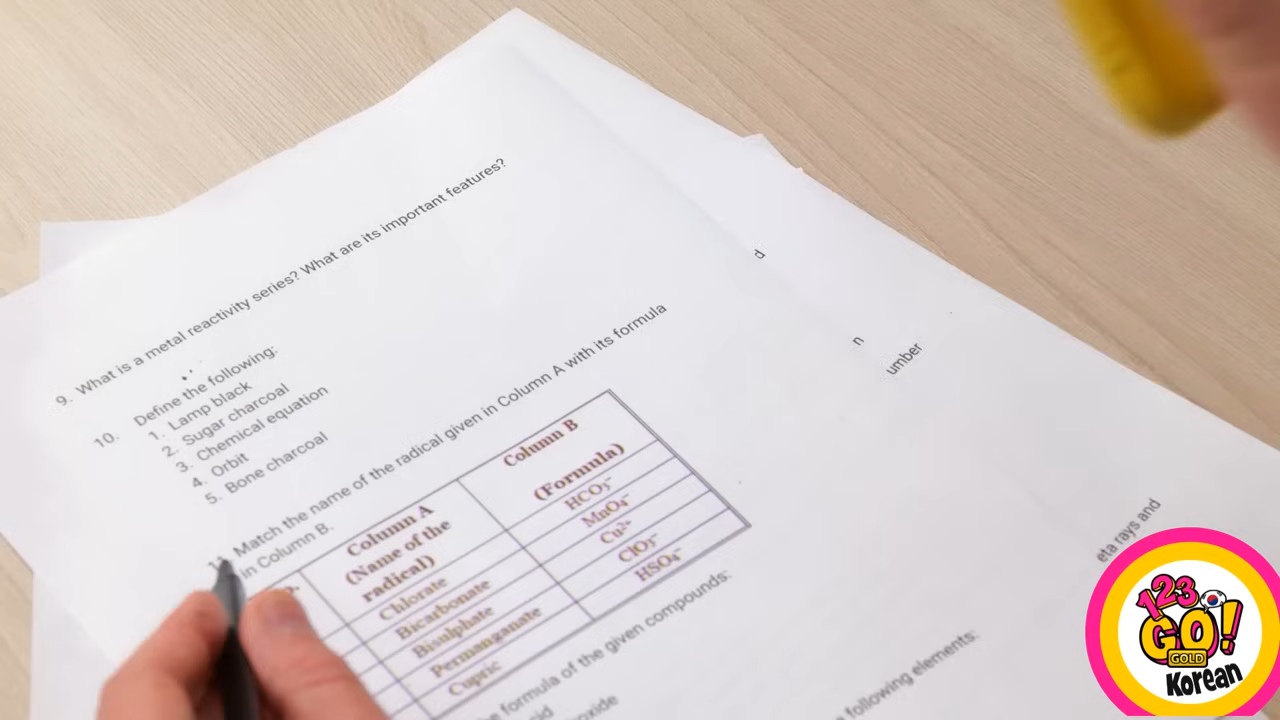 9. What is a metal reactivity series? What are its important features?
10. Define the following:
1. Lamp black
2. Sugar charcoal
3. Chemical equation
4. Orbit
5. Bone charcoal
Match the name of the radical given in Column A with its formula
in Column B.
Column A
(Name of the
radical)
Column B
(Formula)
Chlorate
HCO₃⁻
Bicarbonate
MnO₄⁻
Bisulphate
Cu²⁺
Permanganate
ClO₃⁻
HSO₄⁻
formula of the given compounds:
following elements:
d
n
umber
eta rays and
123
GO!
GOLD
Korean